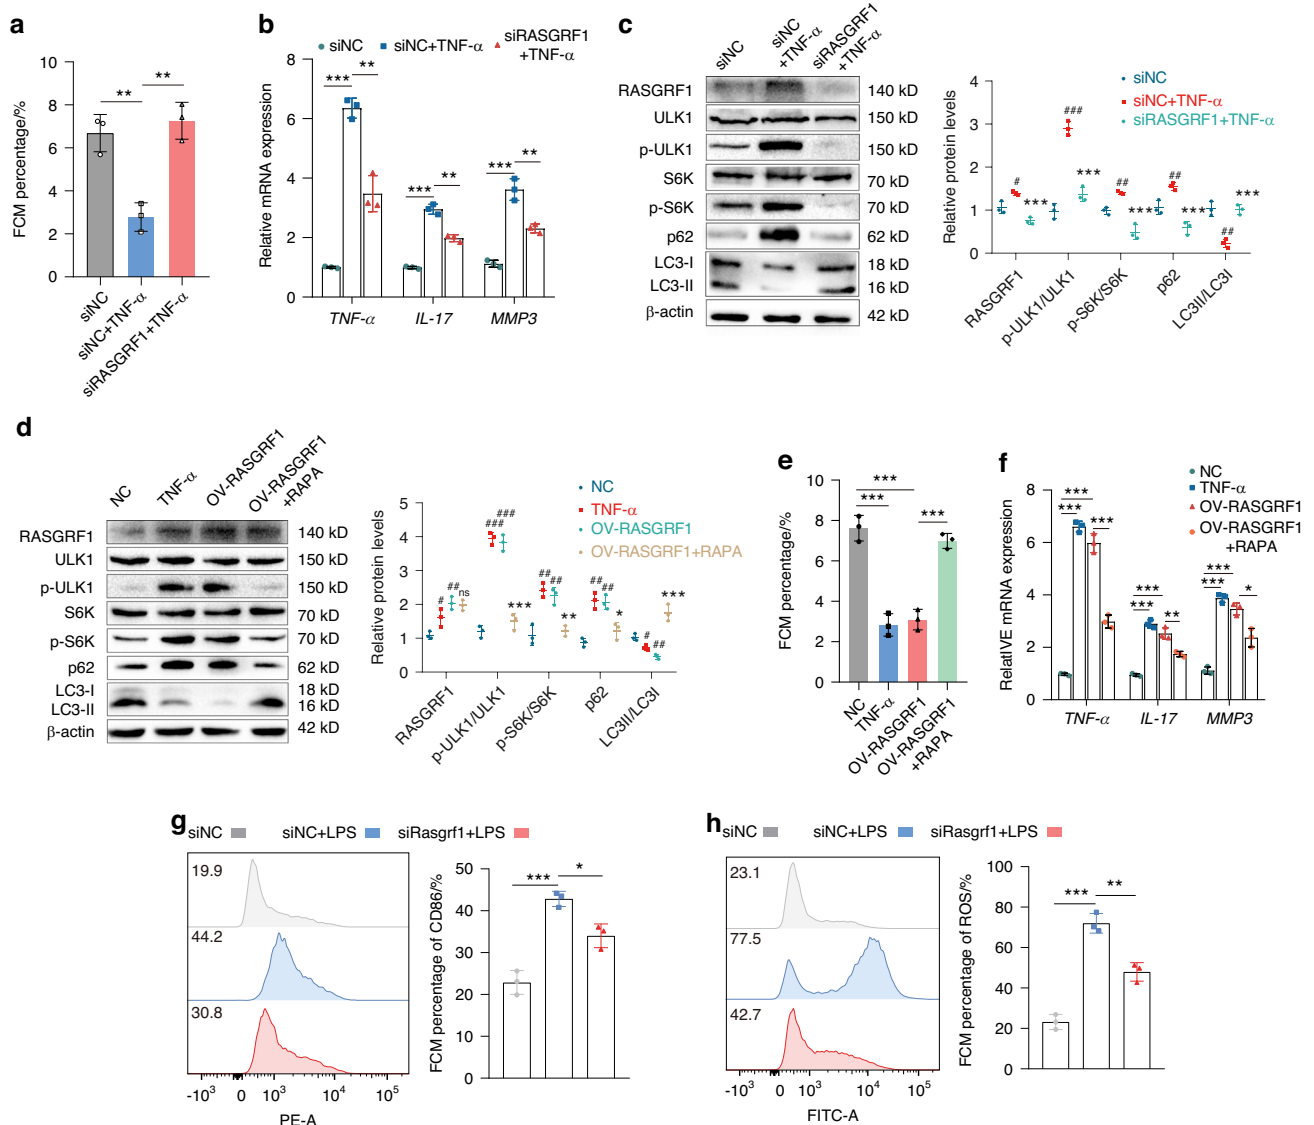 a
FCM percentage/%
10
8
6
4
2
0
**
**
siNC
siNC+TNF-α
siRASGRF1+TNF-α
b
siNC
siNC+TNF-α
siRASGRF1
+TNF-α
Relative mRNA expression
8
6
4
2
0
***
**
***
**
***
**
TNF-α
IL-17
MMP3
c
siNC
siNC
+TNF-α
siRASGRF1
+TNF-α
RASGRF1
140 kD
ULK1
150 kD
p-ULK1
150 kD
S6K
70 kD
p-S6K
70 kD
p62
62 kD
LC3-I
18 kD
LC3-II
16 kD
β-actin
42 kD
siNC
siNC+TNF-α
siRASGRF1+TNF-α
Relative protein levels
4
3
2
1
0
#
***
###
***
##
***
##
***
##
***
RASGRF1
p-ULK1/ULK1
p-S6K/S6K
p62
LC3II/LC3I
d
NC
TNF-α
OV-RASGRF1
OV-RASGRF1
+RAPA
RASGRF1
140 kD
ULK1
150 kD
p-ULK1
150 kD
S6K
70 kD
p-S6K
70 kD
p62
62 kD
LC3-I
18 kD
LC3-II
16 kD
β-actin
42 kD
NC
TNF-α
OV-RASGRF1
OV-RASGRF1+RAPA
Relative protein levels
5
4
3
2
1
0
#
##
ns
###
###
***
##
##
**
##
##
*
#
##
***
RASGRF1
p-ULK1/ULK1
p-S6K/S6K
p62
LC3II/LC3I
e
FCM percentage/%
10
8
6
4
2
0
***
***
***
NC
TNF-α
OV-RASGRF1
OV-RASGRF1
+RAPA
f
NC
TNF-α
OV-RASGRF1
OV-RASGRF1
+RAPA
RelatIVE mRNA expression
8
6
4
2
0
***
***
***
***
***
**
***
***
*
TNF-α
IL-17
MMP3
g
siNC
siNC+LPS
siRasgrf1+LPS
19.9
44.2
30.8
-10³
0
10³
10⁴
10⁵
PE-A
FCM percentage of CD86/%
50
40
30
20
10
0
***
*
h
siNC
siNC+LPS
siRasgrf1+LPS
23.1
77.5
42.7
-10³
0
10³
10⁴
10⁵
FITC-A
FCM percentage of ROS/%
100
80
60
40
20
0
***
**